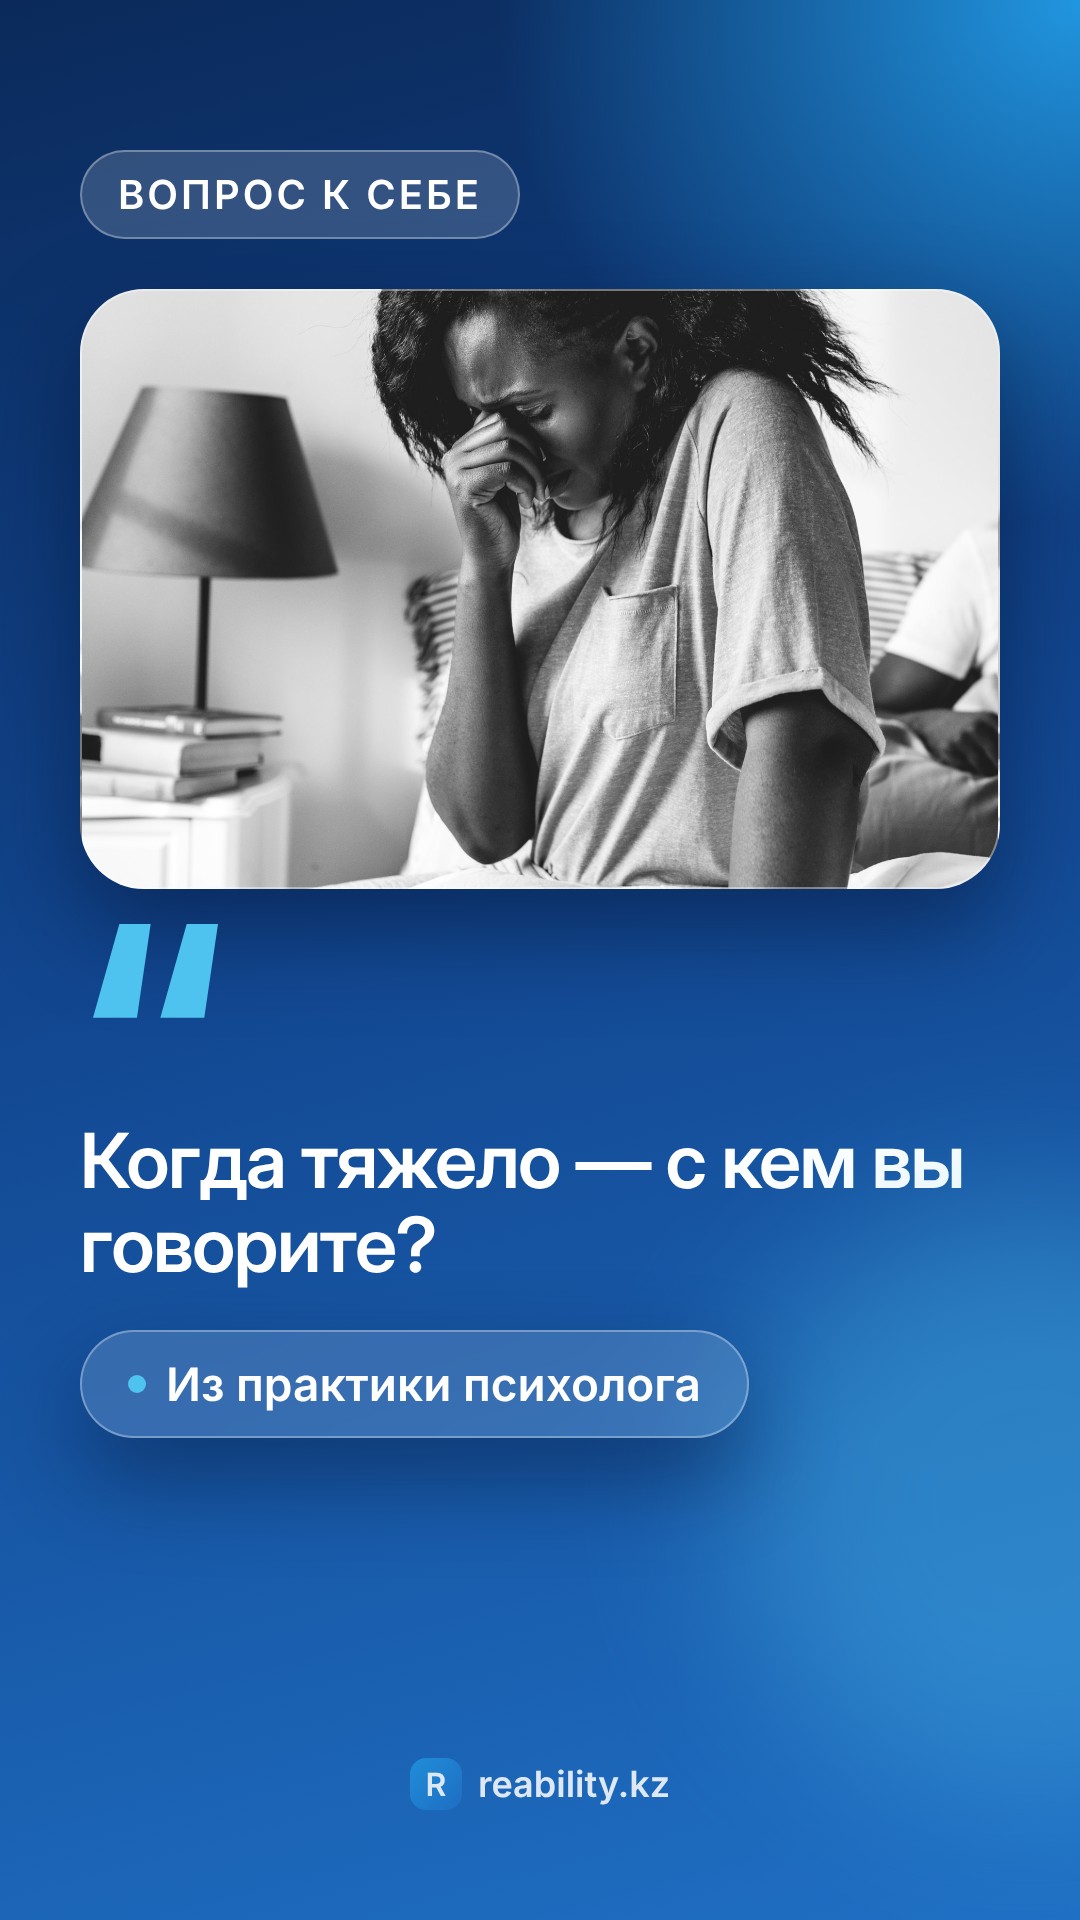 ВОПРОС К СЕБЕ
"
Когда тяжело — с кем вы
говорите?
Из практики психолога
R reability.kz